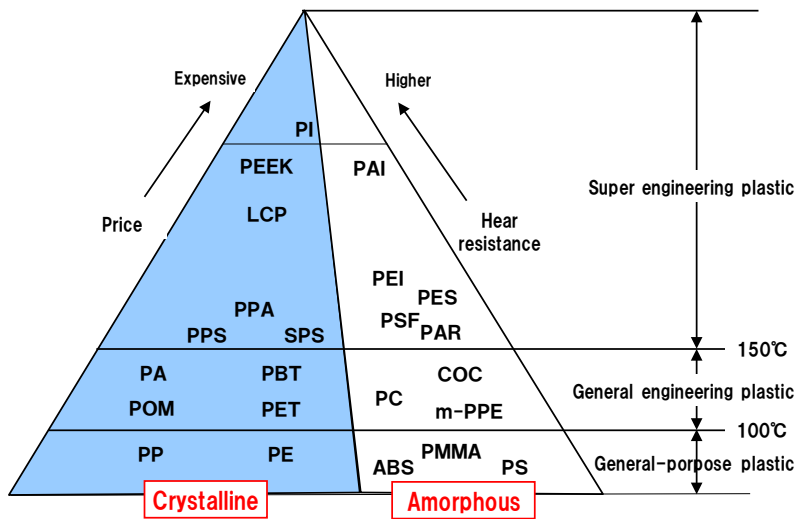 Expensive
Higher
PI
PEEK
PAI
Super engineering plastic
LCP
Price
Hear
resistance
PEI
PPA
PES
PPS
SPS
PSF
PAR
150℃
PA
PBT
COC
General engineering plastic
PC
POM
PET
m-PPE
100℃
PP
PE
PMMA
ABS
PS
General-porpose plastic
Crystalline
Amorphous